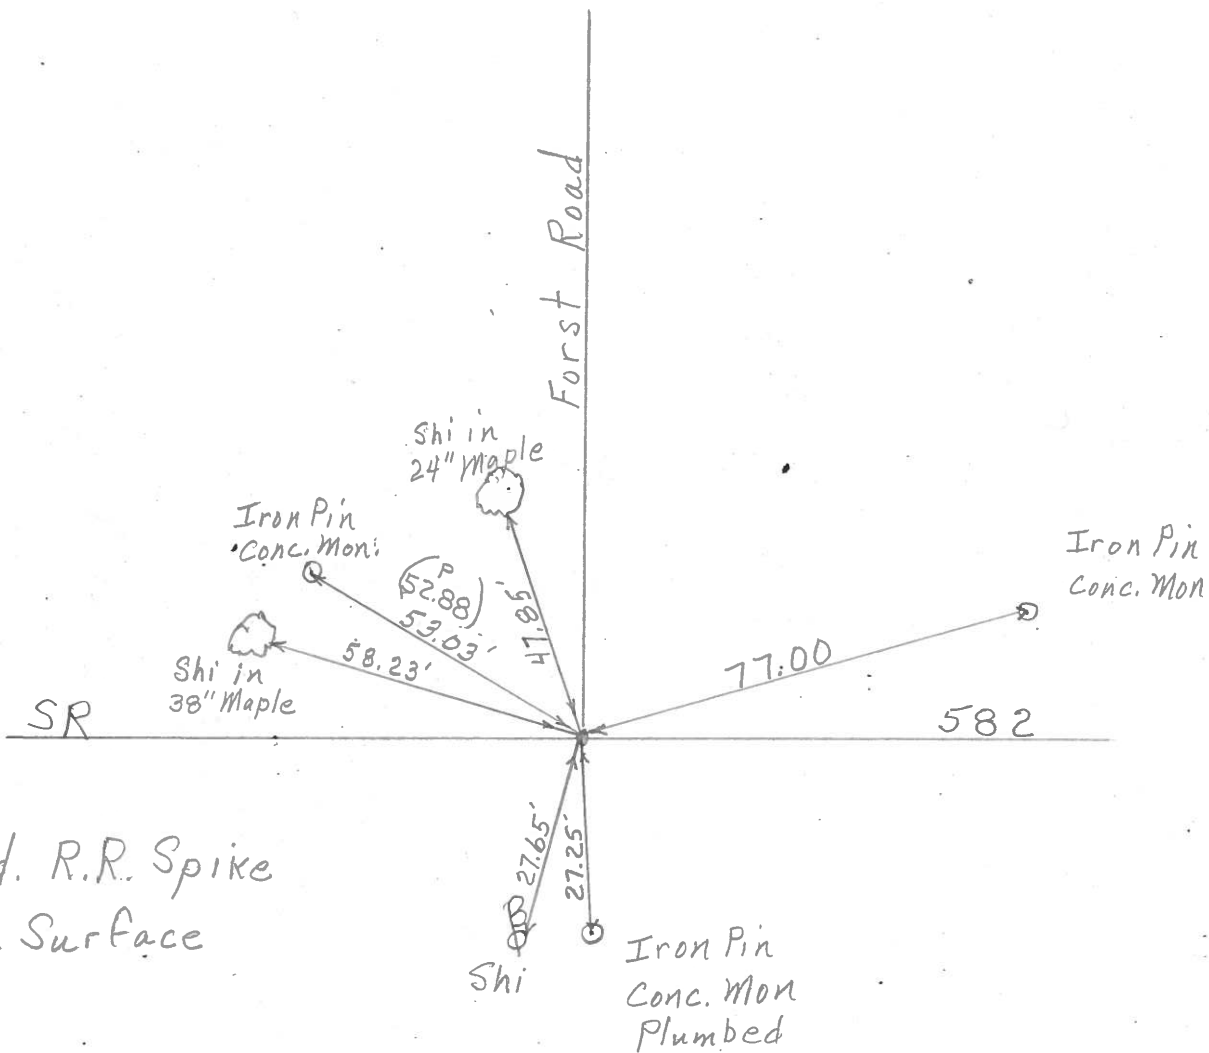 Forst Road
Shi in
24" Maple
Iron Pin
Conc. Mon.
(P
52.88)
53.03'
47.85'
58.23'
Shi in
38" Maple
77.00
Iron Pin
Conc. Mon
SR
582
27.65'
27.25'
d. R.R. Spike
Surface
Shi
Iron Pin
Conc. Mon
Plumbed